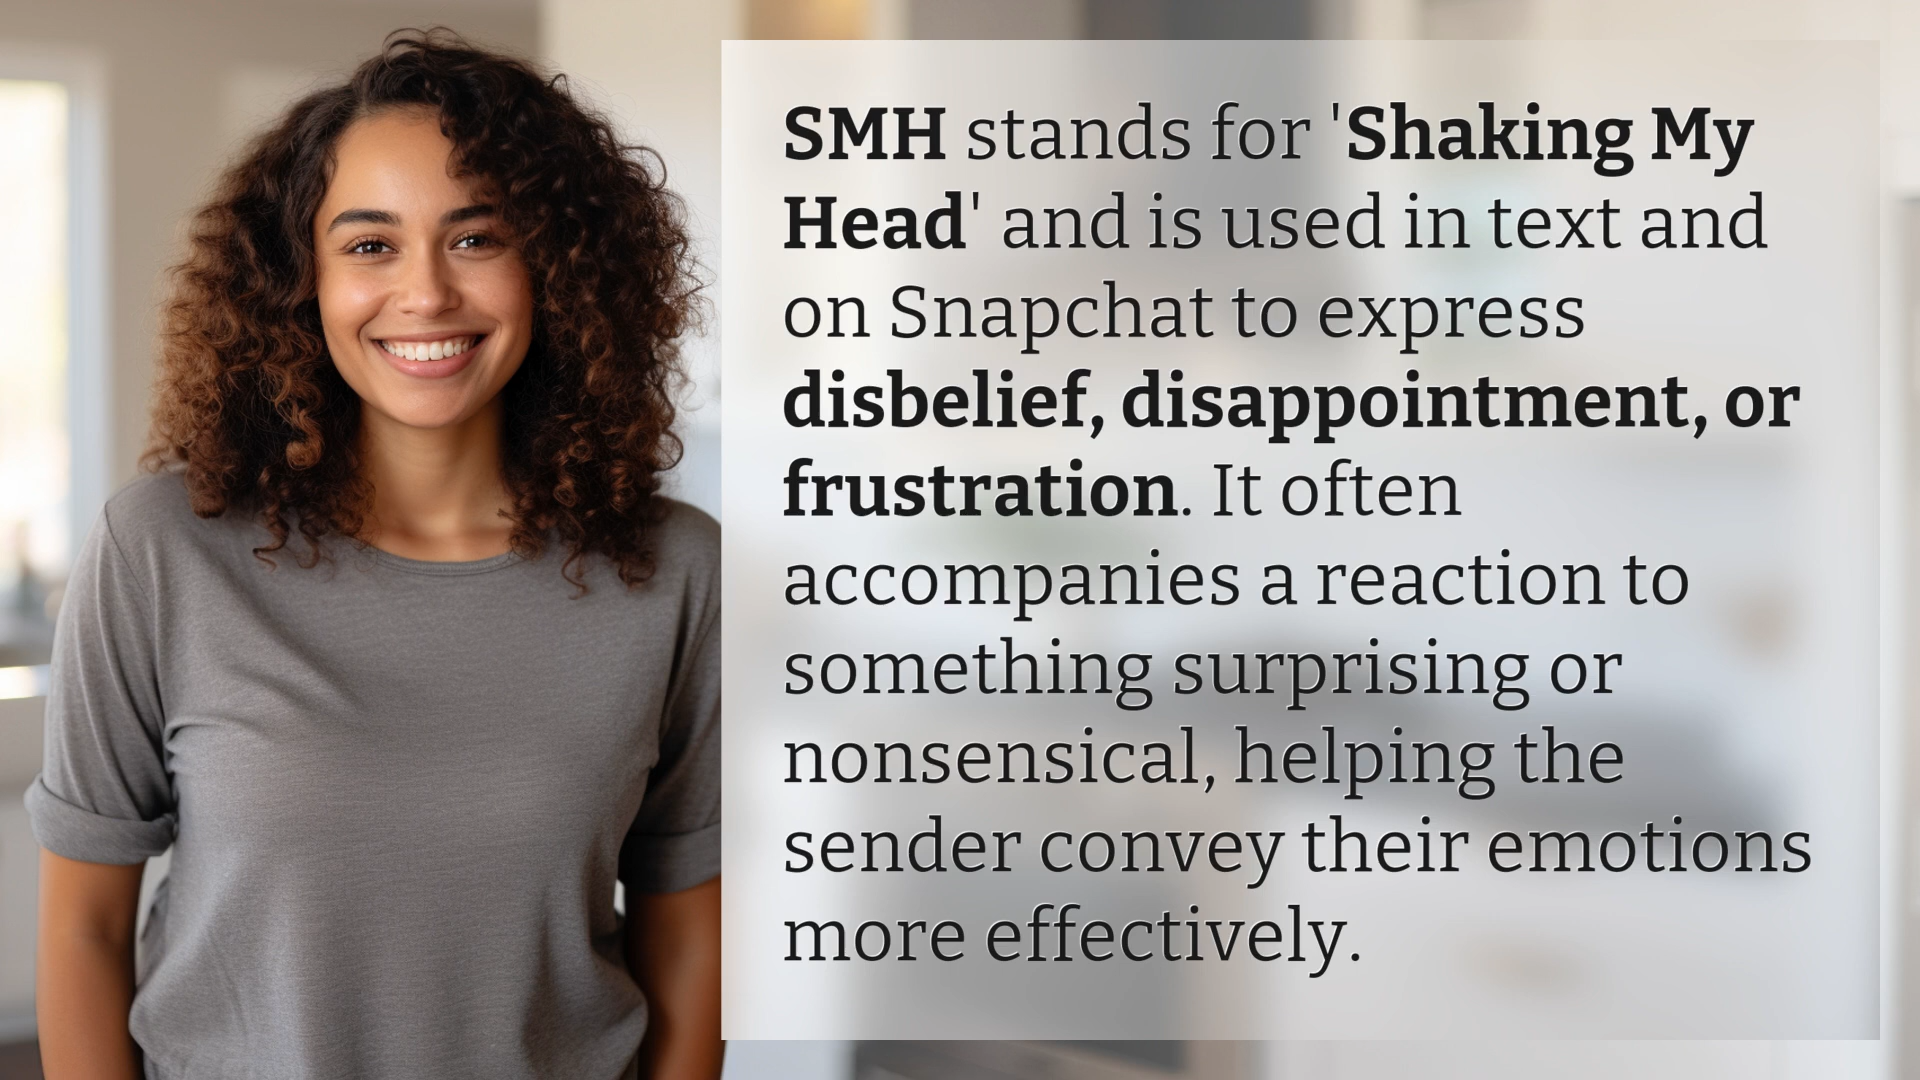 SMH stands for 'Shaking My
Head' and is used in text and
on Snapchat to express
disbelief, disappointment, or
frustration. It often
accompanies a reaction to
something surprising or
nonsensical, helping the
sender convey their emotions
more effectively.